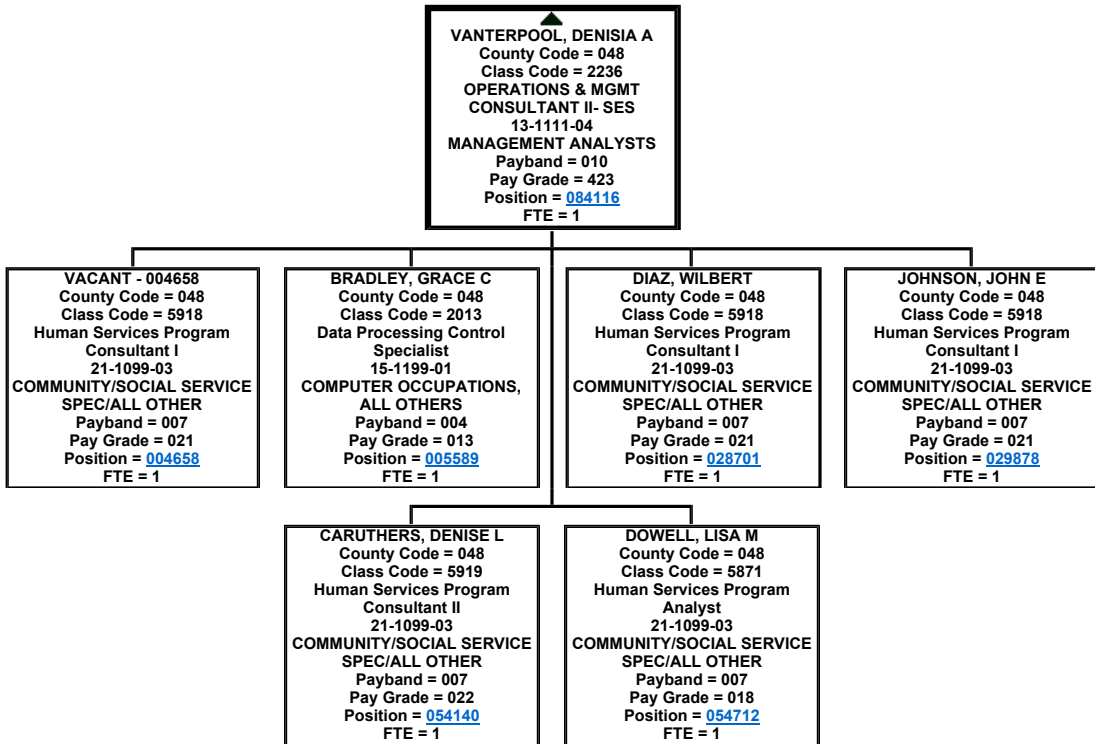 VANTERPOOL, DENISIA A
County Code = 048
Class Code = 2236
OPERATIONS & MGMT
CONSULTANT II- SES
13-1111-04
MANAGEMENT ANALYSTS
Payband = 010
Pay Grade = 423
Position = 084116
FTE = 1
VACANT - 004658
County Code = 048
Class Code = 5918
Human Services Program
Consultant I
21-1099-03
COMMUNITY/SOCIAL SERVICE
SPEC/ALL OTHER
Payband = 007
Pay Grade = 021
Position = 004658
FTE = 1
BRADLEY, GRACE C
County Code = 048
Class Code = 2013
Data Processing Control
Specialist
15-1199-01
COMPUTER OCCUPATIONS,
ALL OTHERS
Payband = 004
Pay Grade = 013
Position = 005589
FTE = 1
DIAZ, WILBERT
County Code = 048
Class Code = 5918
Human Services Program
Consultant I
21-1099-03
COMMUNITY/SOCIAL SERVICE
SPEC/ALL OTHER
Payband = 007
Pay Grade = 021
Position = 028701
FTE = 1
JOHNSON, JOHN E
County Code = 048
Class Code = 5918
Human Services Program
Consultant I
21-1099-03
COMMUNITY/SOCIAL SERVICE
SPEC/ALL OTHER
Payband = 007
Pay Grade = 021
Position = 029878
FTE = 1
CARUTHERS, DENISE L
County Code = 048
Class Code = 5919
Human Services Program
Consultant II
21-1099-03
COMMUNITY/SOCIAL SERVICE
SPEC/ALL OTHER
Payband = 007
Pay Grade = 022
Position = 054140
FTE = 1
DOWELL, LISA M
County Code = 048
Class Code = 5871
Human Services Program
Analyst
21-1099-03
COMMUNITY/SOCIAL SERVICE
SPEC/ALL OTHER
Payband = 007
Pay Grade = 018
Position = 054712
FTE = 1